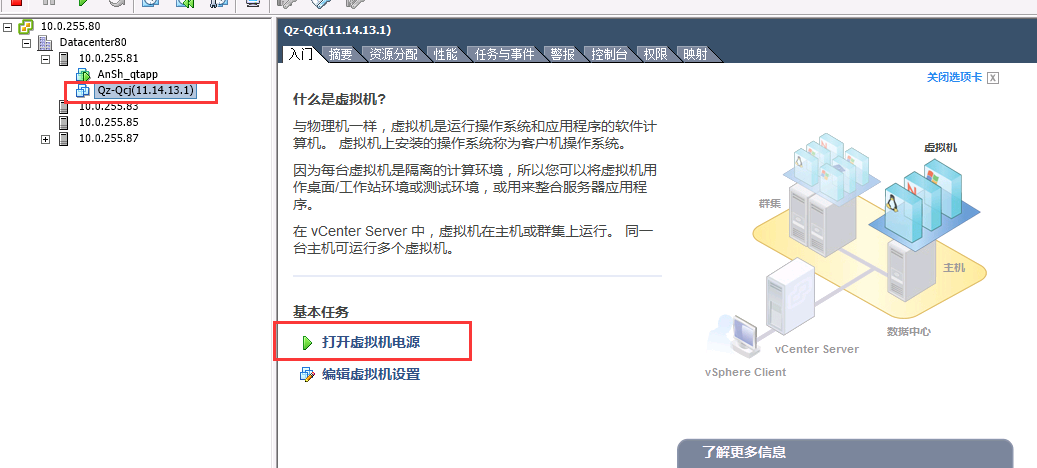 10.0.255.80
Datacenter80
10.0.255.81
AnSh_qtapp
Qz-Qcj(11.14.13.1)
10.0.255.83
10.0.255.85
10.0.255.87
Qz-Qcj(11.14.13.1)
入门 摘要 资源分配 性能 任务与事件 警报 控制台 权限 映射
关闭选项卡 X
什么是虚拟机?
与物理机一样，虚拟机是运行操作系统和应用程序的软件计
算机。 虚拟机上安装的操作系统称为客户机操作系统。
因为每台虚拟机是隔离的计算环境，所以您可以将虚拟机用
作桌面/工作站环境或测试环境，或用来整合服务器应用程
序。
在 vCenter Server 中，虚拟机在主机或群集上运行。 同一
台主机可运行多个虚拟机。
基本任务
打开虚拟机电源
编辑虚拟机设置
虚拟机
群集
主机
数据中心
vCenter Server
vSphere Client
了解更多信息